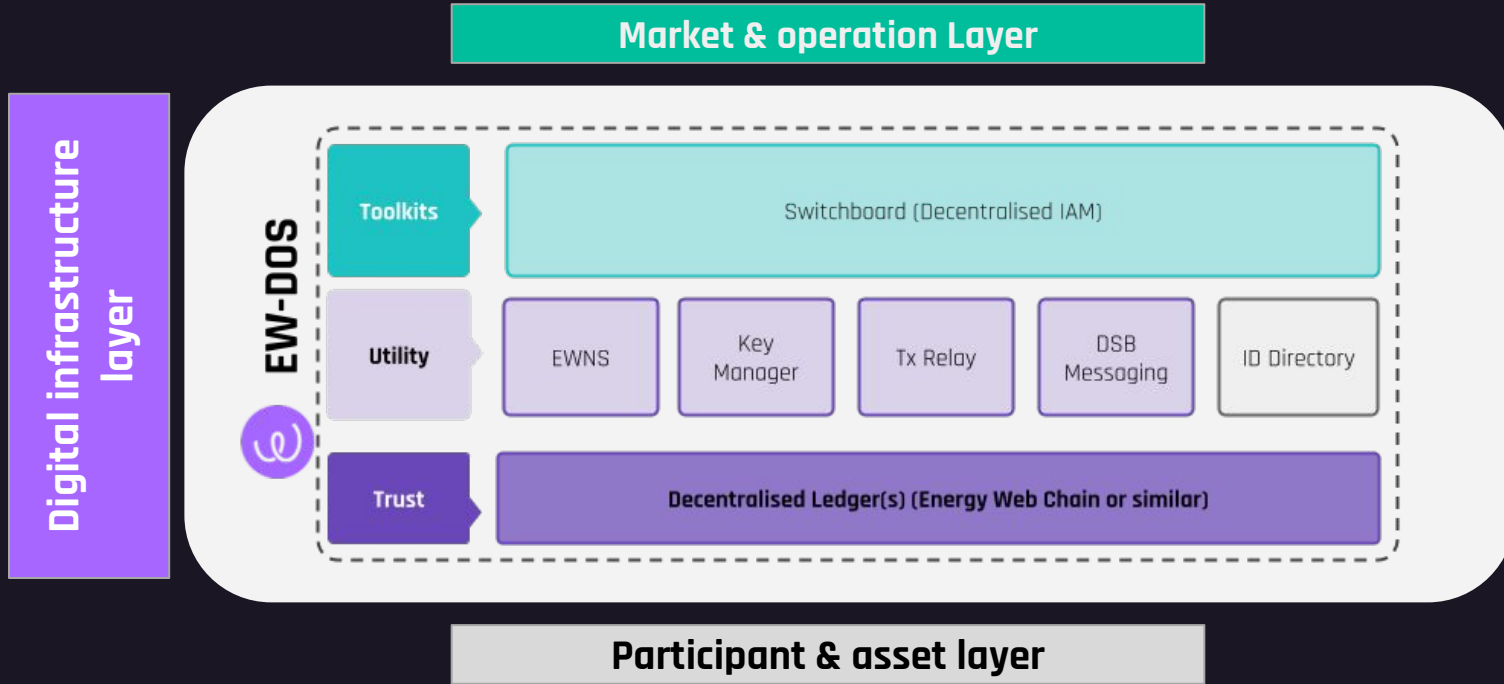 Market & operation Layer
Digital infrastructure
layer
EW-DOS
Toolkits
Switchboard (Decentralised IAM)
Utility
EWNS
Key
Manager
Tx Relay
DSB
Messaging
ID Directory
Trust
Decentralised Ledger(s) (Energy Web Chain or similar)
Participant & asset layer